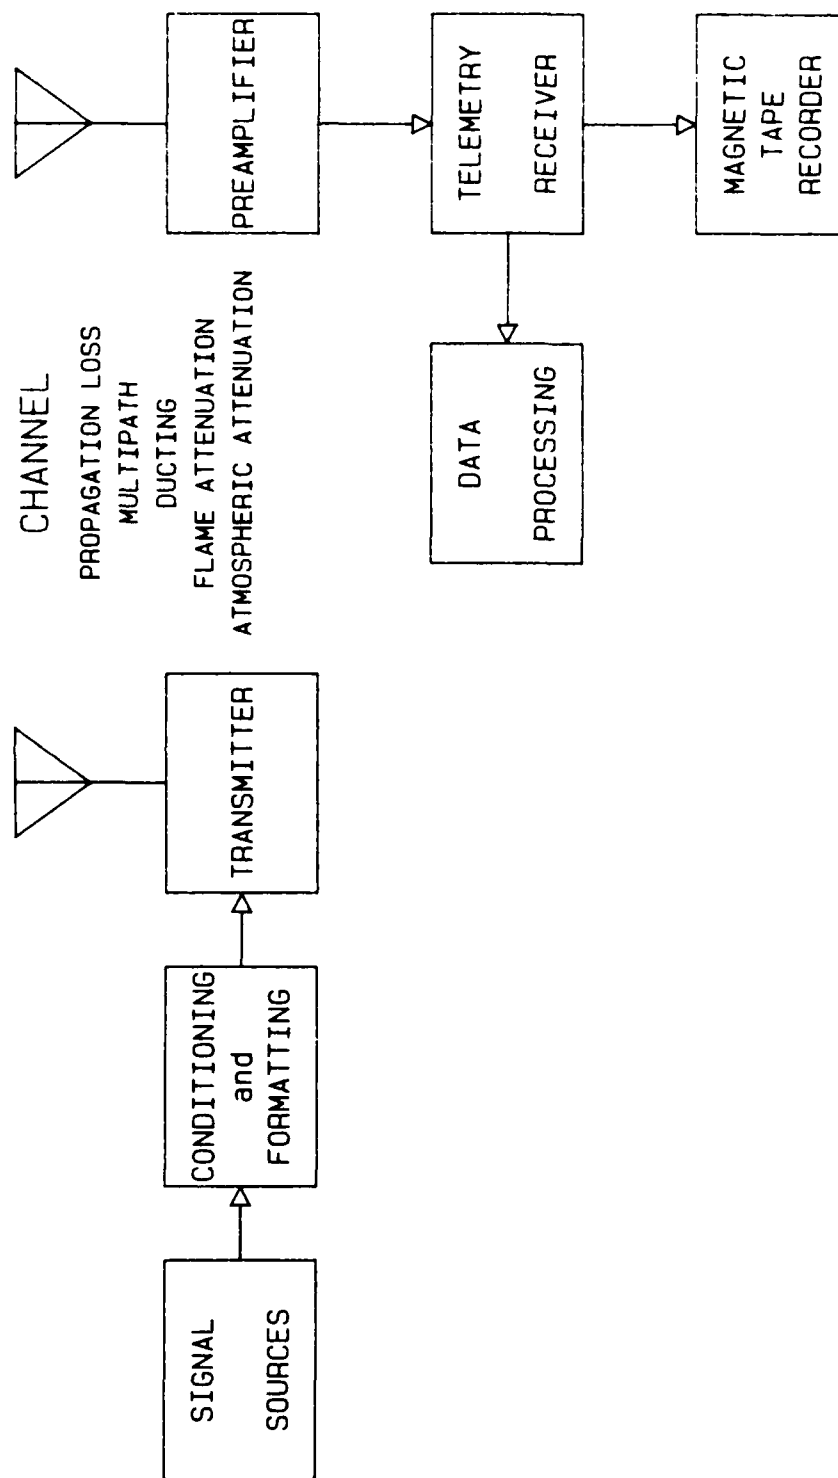 SIGNAL
SOURCES
CONDITIONING
and
FORMATTING
TRANSMITTER
CHANNEL
PROPAGATION LOSS
MULTIPATH
DUCTING
FLAME ATTENUATION
ATMOSPHERIC ATTENUATION
PREAMPLIFIER
TELEMETRY
RECEIVER
DATA
PROCESSING
MAGNETIC
TAPE
RECORDER